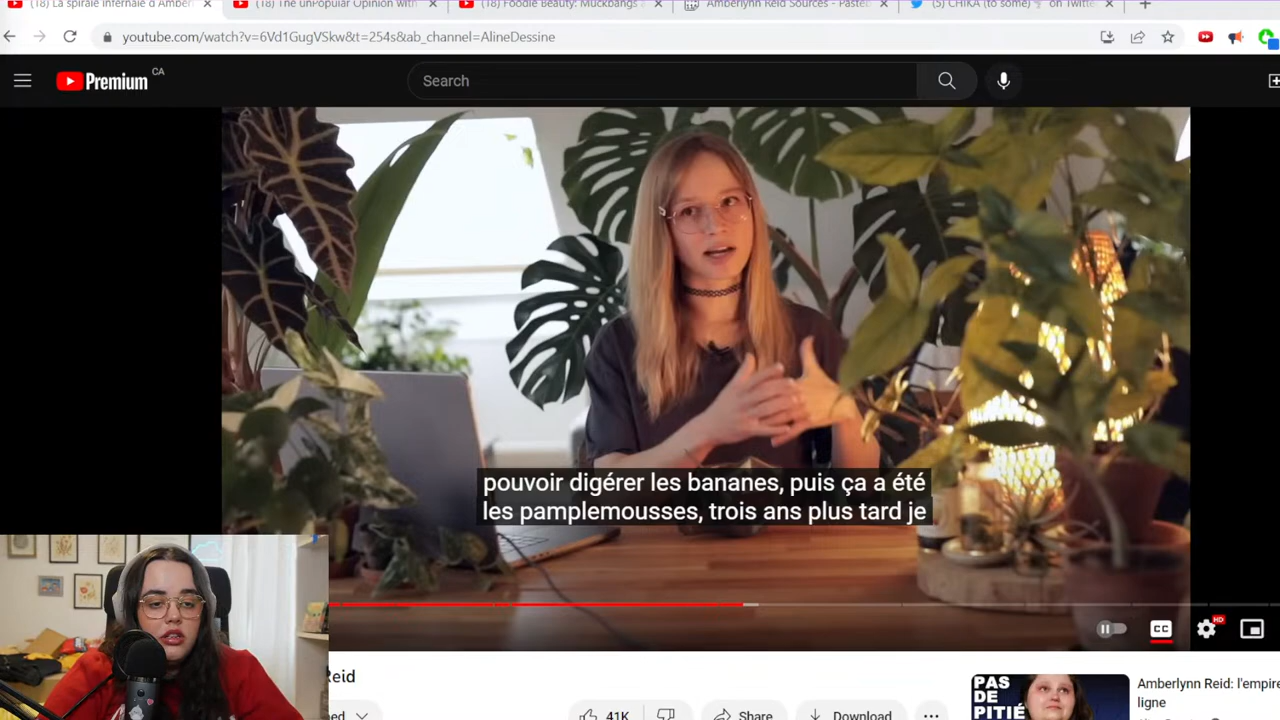 (18) La spirale infernale d'Amber
(18) The unPopular Opinion with
(18) Foodie Beauty: Muckbangs a
Amberlynn Reid Sources - Pasteb
(5) CHIKA (to some) on Twitte
youtube.com/watch?v=6Vd1GugVSkw&t=254s&ab_channel=AlineDessine
Premium CA
Search
pouvoir digérer les bananes, puis ça a été
les pamplemousses, trois ans plus tard je
CC
HD
Reid
41K
Share
Download
PAS
DE
PITIÉ
Amberlynn Reid: l'empire
ligne